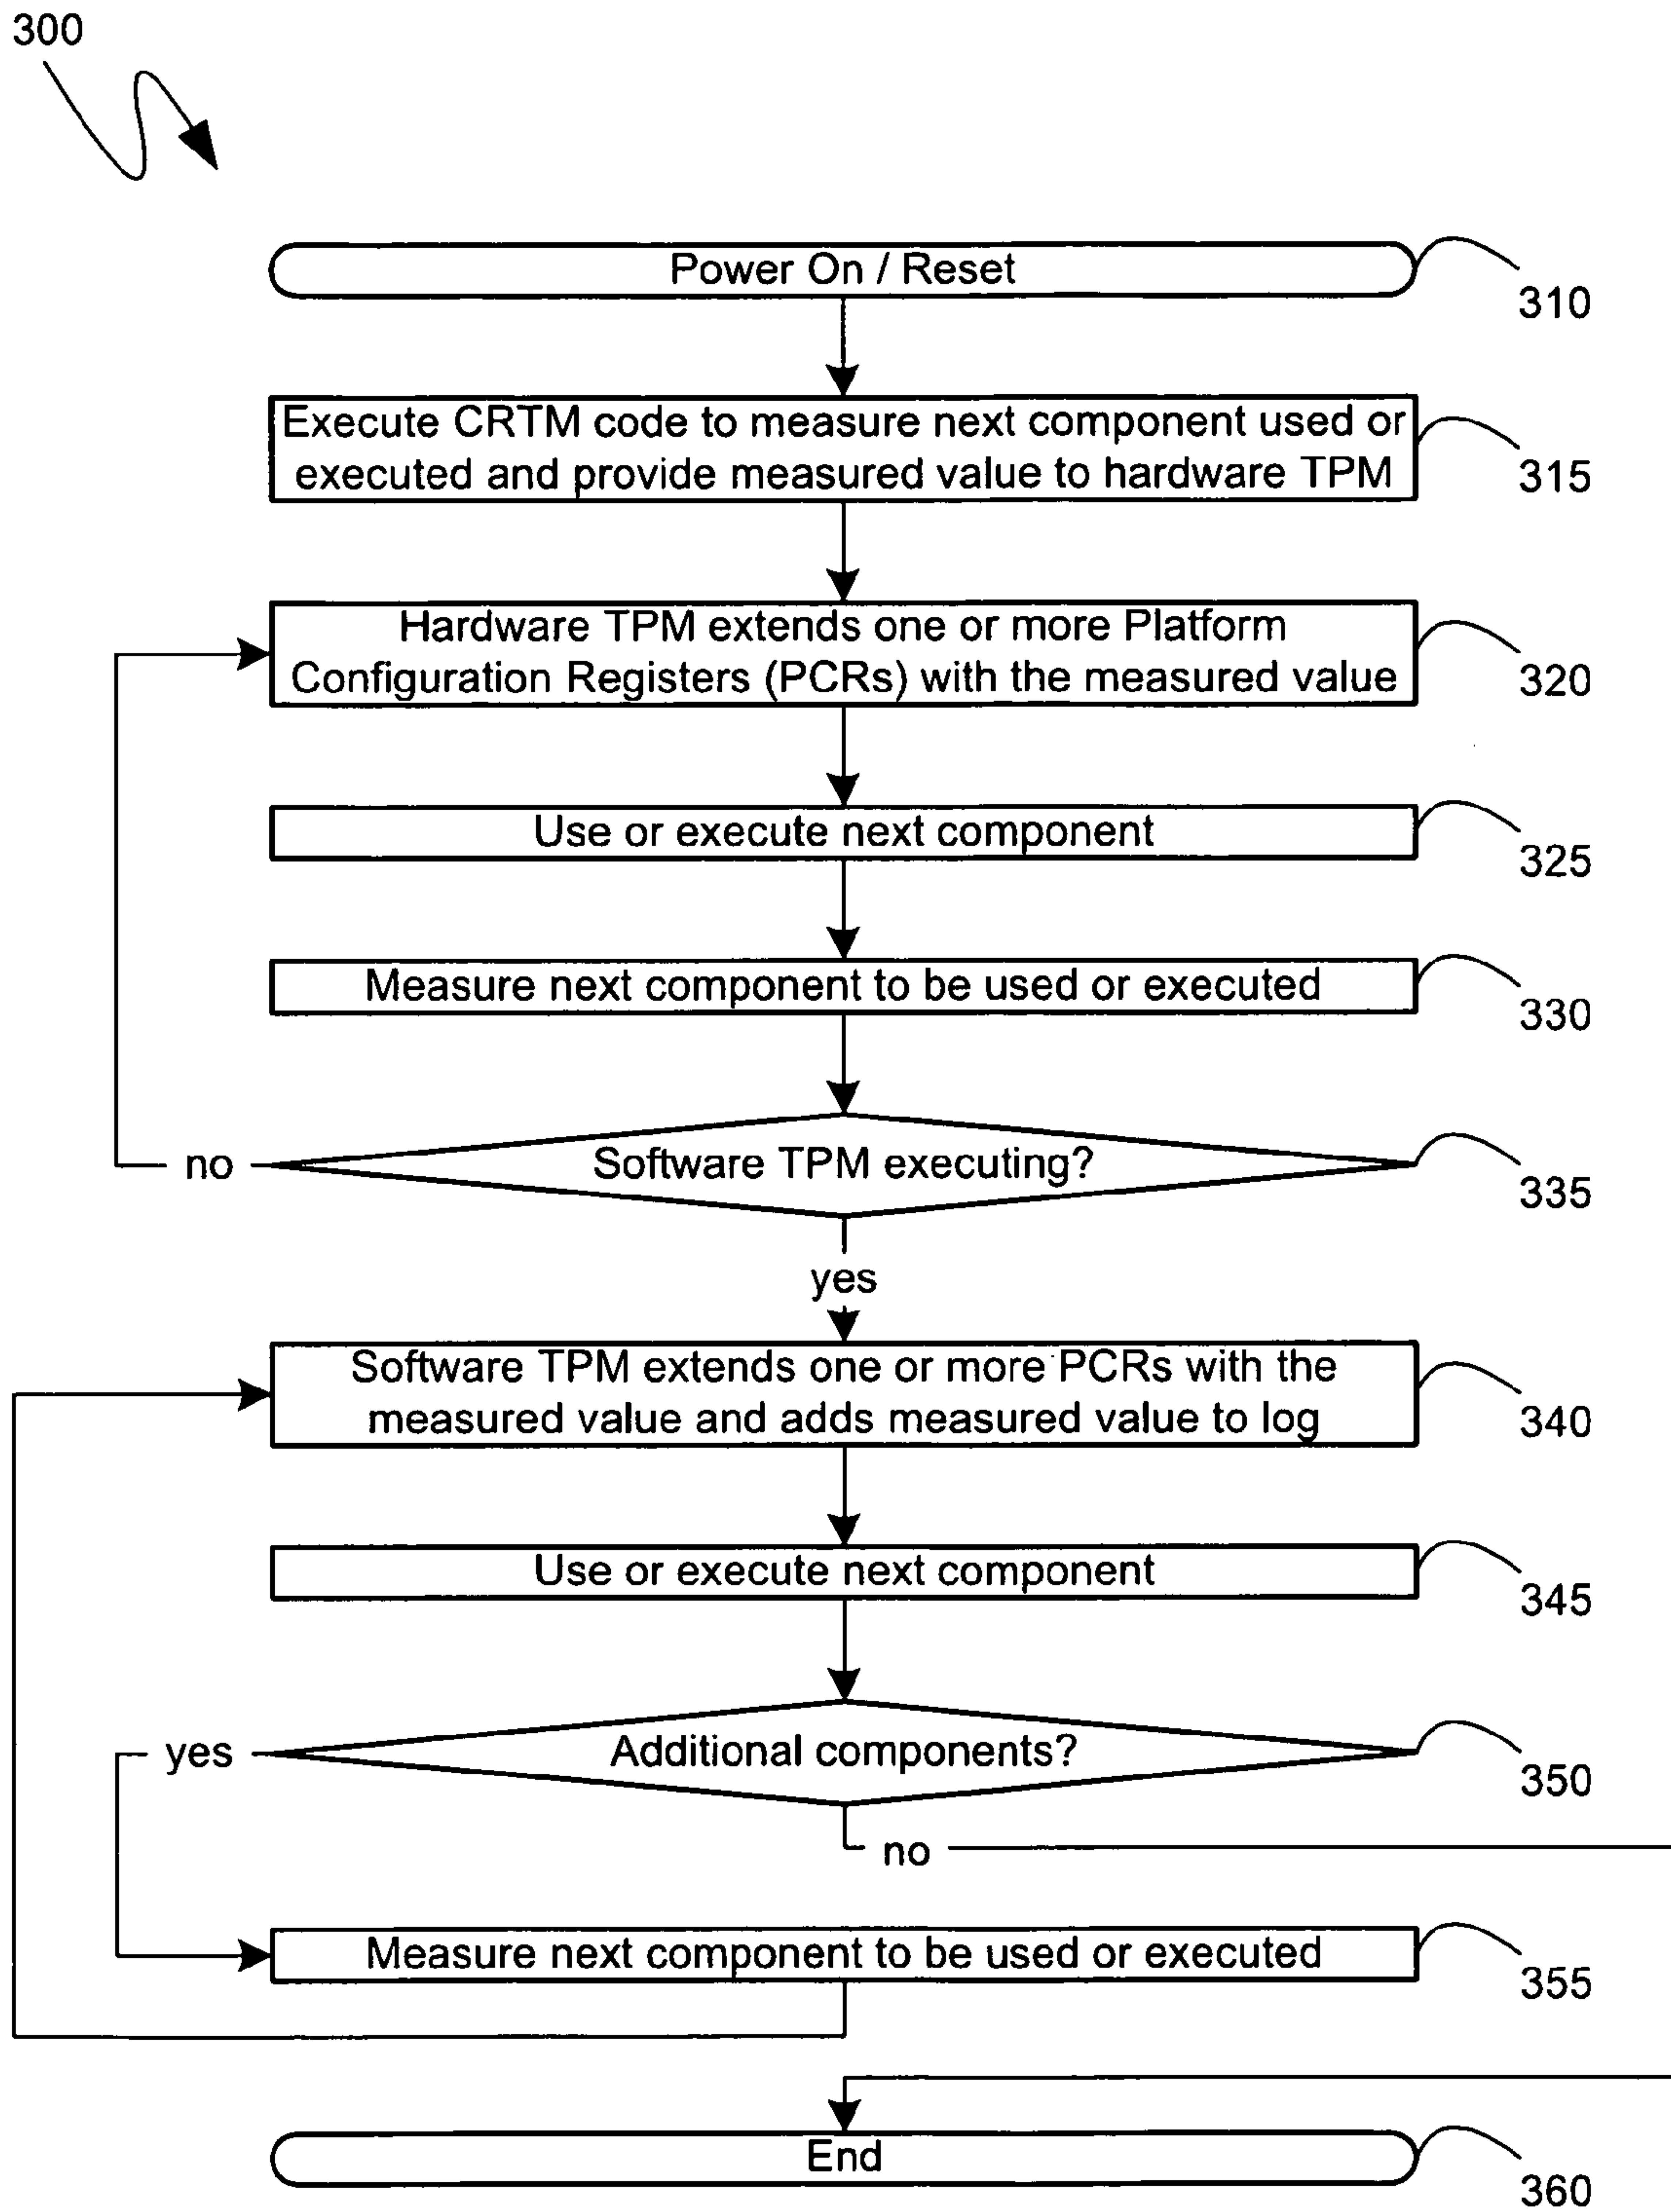 300
Power On / Reset
310
Execute CRTM code to measure next component used or
executed and provide measured value to hardware TPM
315
Hardware TPM extends one or more Platform
Configuration Registers (PCRs) with the measured value
320
Use or execute next component
325
Measure next component to be used or executed
330
Software TPM executing?
no
335
yes
Software TPM extends one or more PCRs with the
measured value and adds measured value to log
340
Use or execute next component
345
Additional components?
yes
350
no
Measure next component to be used or executed
355
End
360